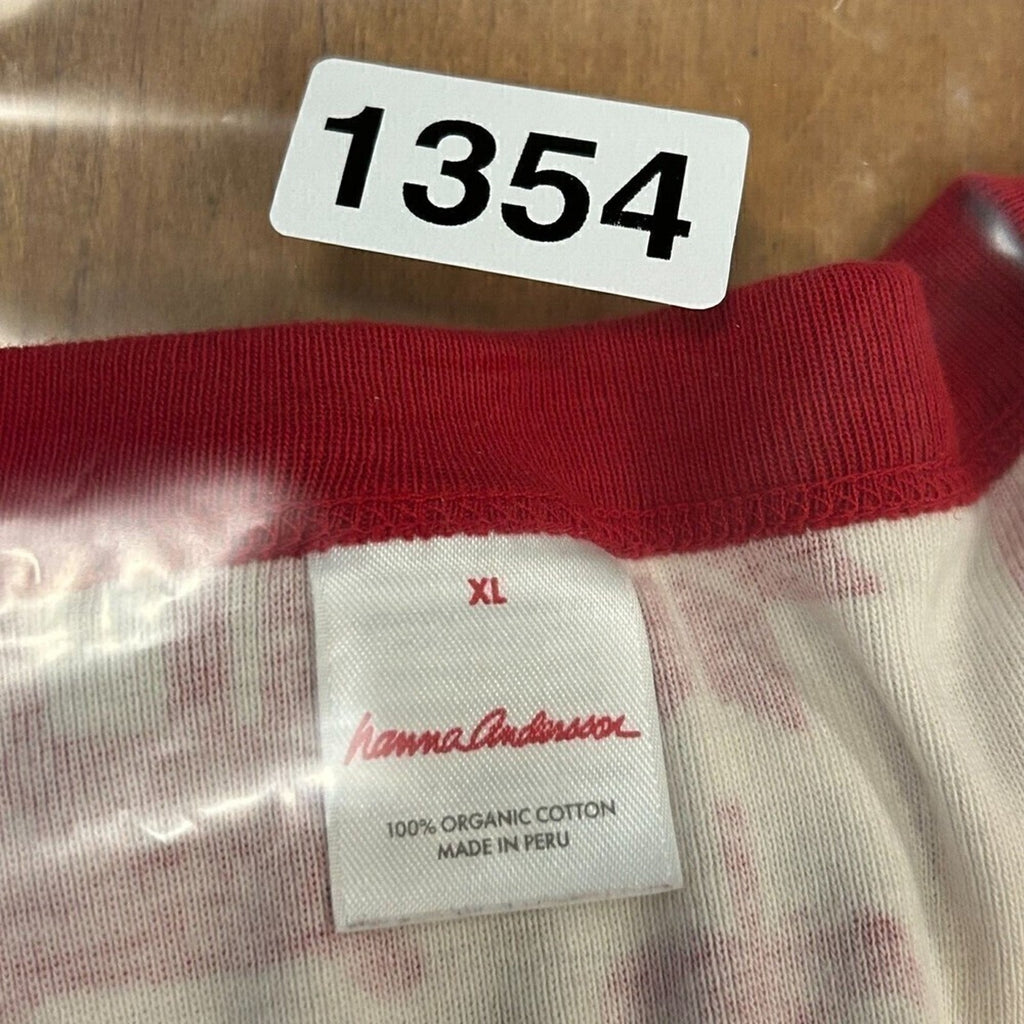 1354
XL
hanna Andersson
100% ORGANIC COTTON
MADE IN PERU